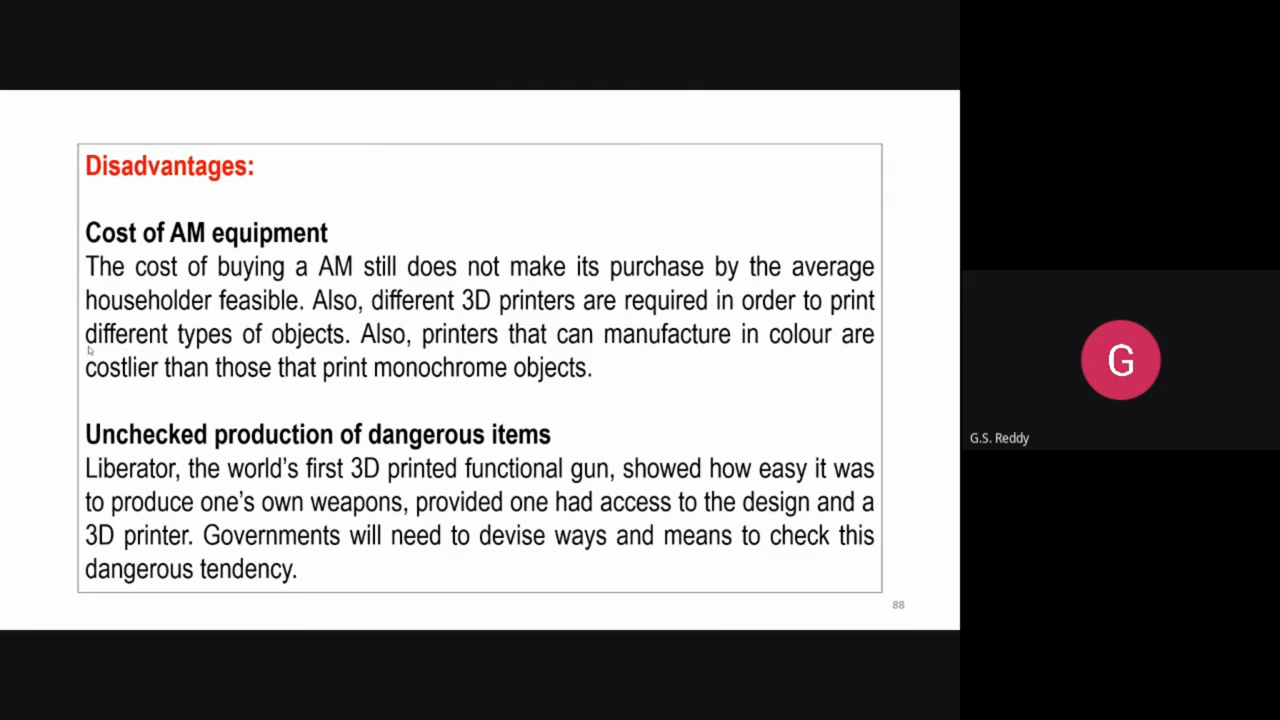 Disadvantages:
Cost of AM equipment
The cost of buying a AM still does not make its purchase by the average
householder feasible. Also, different 3D printers are required in order to print
different types of objects. Also, printers that can manufacture in colour are
costlier than those that print monochrome objects.
Unchecked production of dangerous items
Liberator, the world’s first 3D printed functional gun, showed how easy it was
to produce one’s own weapons, provided one had access to the design and a
3D printer. Governments will need to devise ways and means to check this
dangerous tendency.
88
G
G.S. Reddy